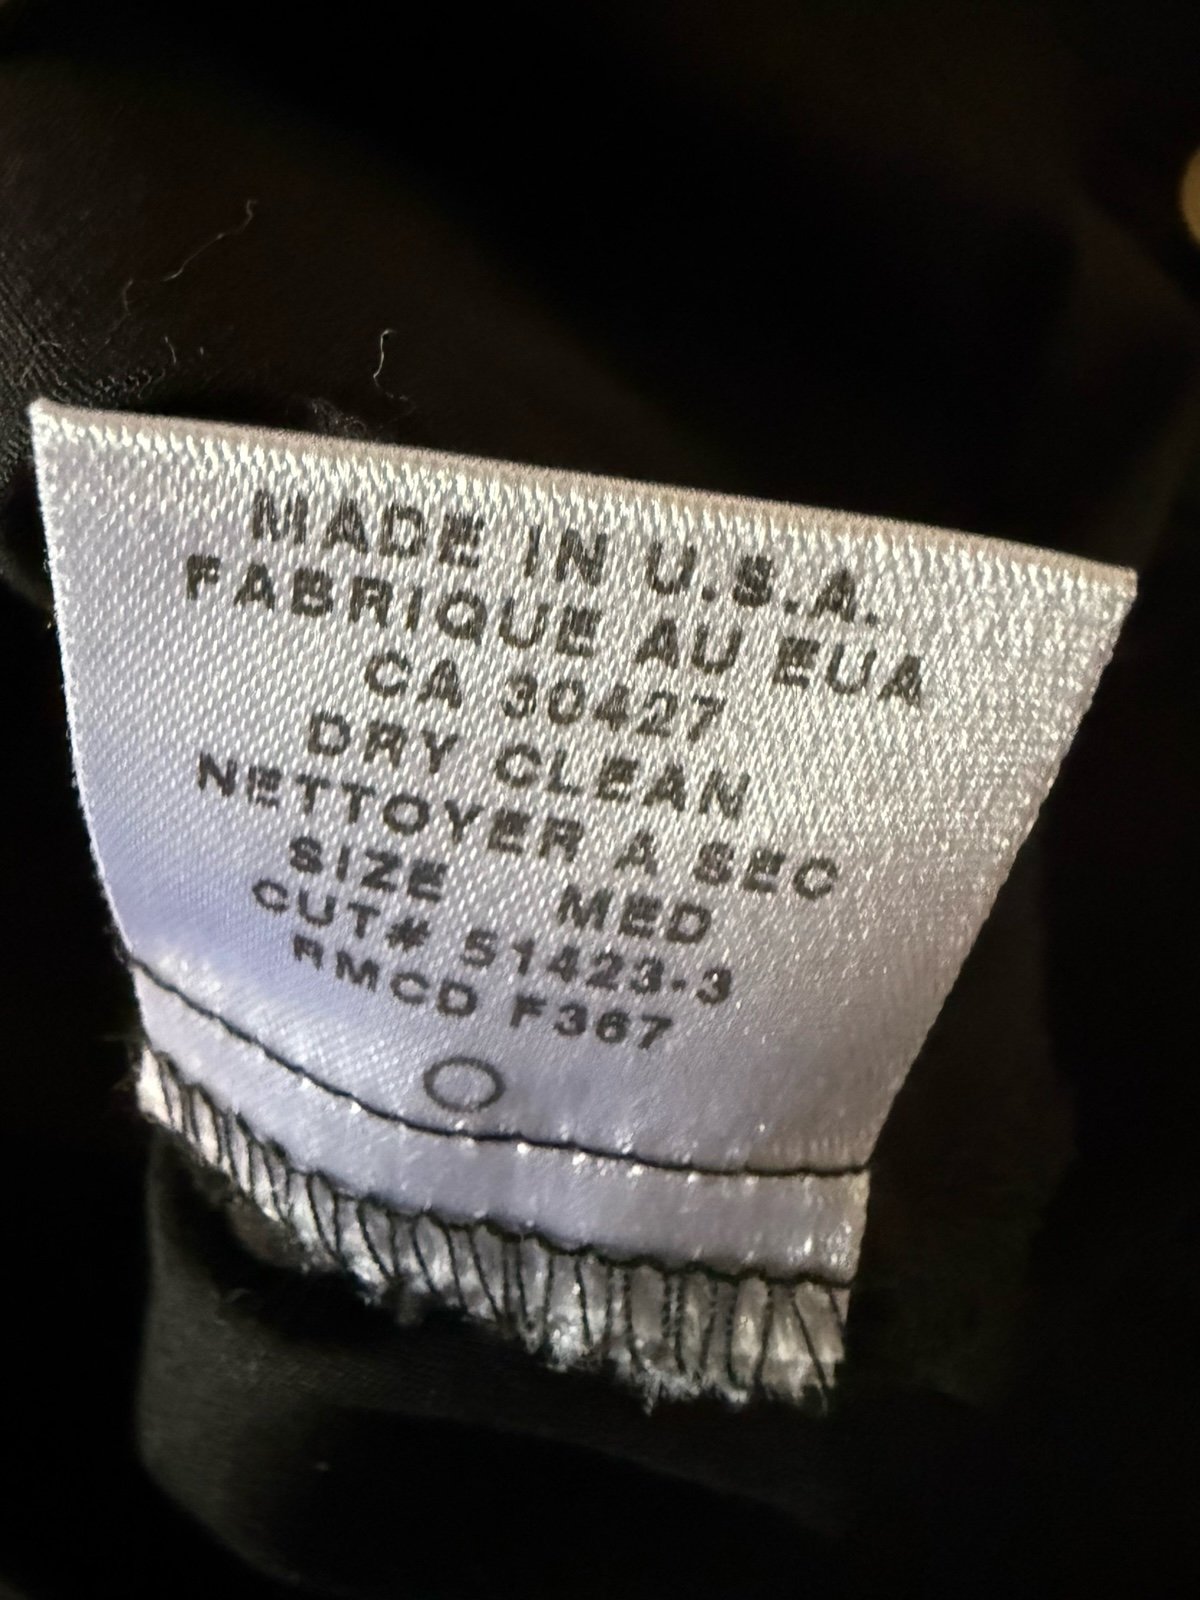 MADE IN U.S.A.
FABRIQUE AU EUA
CA 30427
DRY CLEAN
NETTOYER A SEC
SIZE MED
CUT# 51423-3
RMCD F367